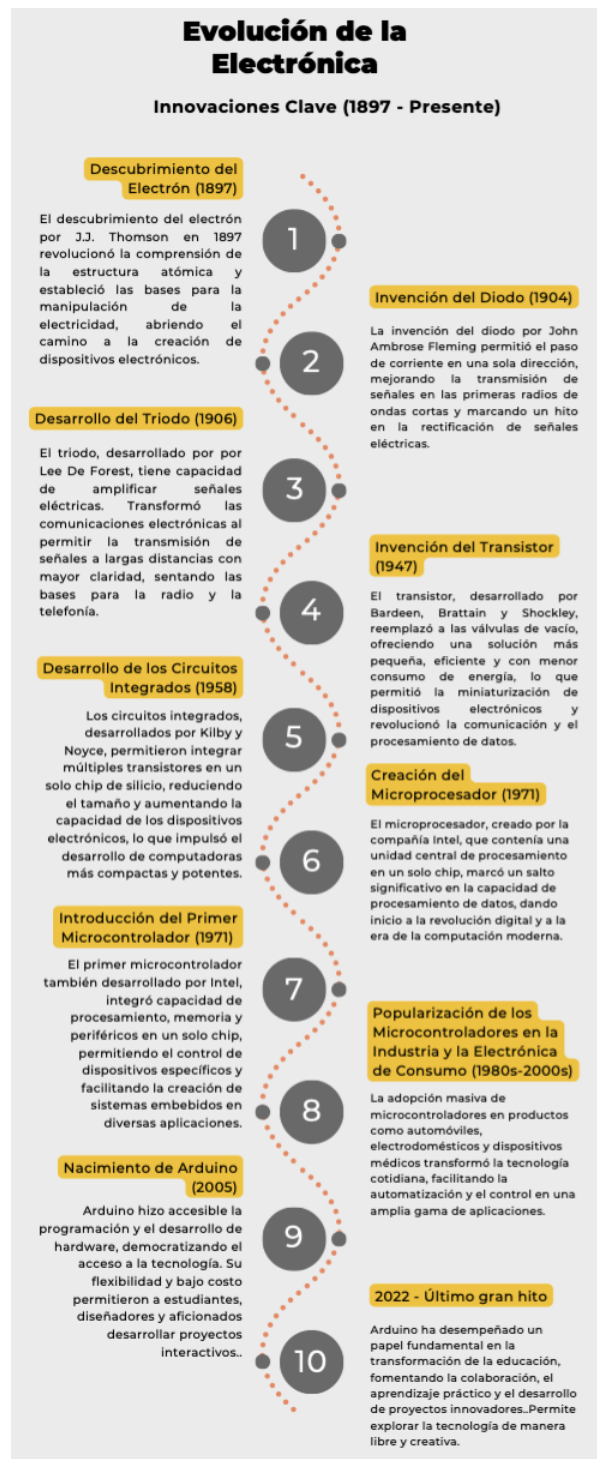 Evolución de la
Electrónica
Innovaciones Clave (1897 - Presente)
Descubrimiento del
Electrón (1897)
El descubrimiento del electrón
por J.J. Thomson en 1897
revolucionó la comprensión de
la estructura atómica y
estableció las bases para la
manipulación de la
electricidad, abriendo el
camino a la creación de
dispositivos electrónicos.
1
Invención del Diodo (1904)
La invención del diodo por John
Ambrose Fleming permitió el paso
de corriente en una sola dirección,
mejorando la transmisión de
señales en las primeras radios de
ondas cortas y marcando un hito
en la rectificación de señales
eléctricas.
2
Desarrollo del Triodo (1906)
El triodo, desarrollado por por
Lee De Forest, tiene capacidad
de amplificar señales
eléctricas. Transformó las
comunicaciones electrónicas al
permitir la transmisión de
señales a largas distancias con
mayor claridad, sentando las
bases para la radio y la
telefonía.
3
Invención del Transistor
(1947)
El transistor, desarrollado por
Bardeen, Brattain y Shockley,
reemplazó a las válvulas de vacío,
ofreciendo una solución más
pequeña, eficiente y con menor
consumo de energía, lo que
permitió la miniaturización de
dispositivos electrónicos y
revolucionó la comunicación y el
procesamiento de datos.
4
Desarrollo de los Circuitos
Integrados (1958)
Los circuitos integrados,
desarrollados por Kilby y
Noyce, permitieron integrar
múltiples transistores en un
solo chip de silicio, reduciendo
el tamaño y aumentando la
capacidad de los dispositivos
electrónicos, lo que impulsó el
desarrollo de computadoras
más compactas y potentes.
5
Creación del
Microprocesador (1971)
El microprocesador, creado por la
compañía Intel, que contenía una
unidad central de procesamiento
en un solo chip, marcó un salto
significativo en la capacidad de
procesamiento de datos, dando
inicio a la revolución digital y a la
era de la computación moderna.
6
Introducción del Primer
Microcontrolador (1971)
El primer microcontrolador
también desarrollado por Intel,
integró capacidad de
procesamiento, memoria y
periféricos en un solo chip,
permitiendo el control de
dispositivos específicos y
facilitando la creación de
sistemas embebidos en
diversas aplicaciones.
7
Popularización de los
Microcontroladores en la
Industria y la Electrónica
de Consumo (1980s-2000s)
La adopción masiva de
microcontroladores en productos
como automóviles,
electrodomésticos y dispositivos
médicos transformó la tecnología
cotidiana, facilitando la
automatización y el control en una
amplia gama de aplicaciones.
8
Nacimiento de Arduino
(2005)
Arduino hizo accesible la
programación y el desarrollo de
hardware, democratizando el
acceso a la tecnología. Su
flexibilidad y bajo costo
permitieron a estudiantes,
diseñadores y aficionados
desarrollar proyectos
interactivos..
9
2022 - Último gran hito
Arduino ha desempeñado un
papel fundamental en la
transformación de la educación,
fomentando la colaboración, el
aprendizaje práctico y el desarrollo
de proyectos innovadores..Permite
explorar la tecnología de manera
libre y creativa.
10